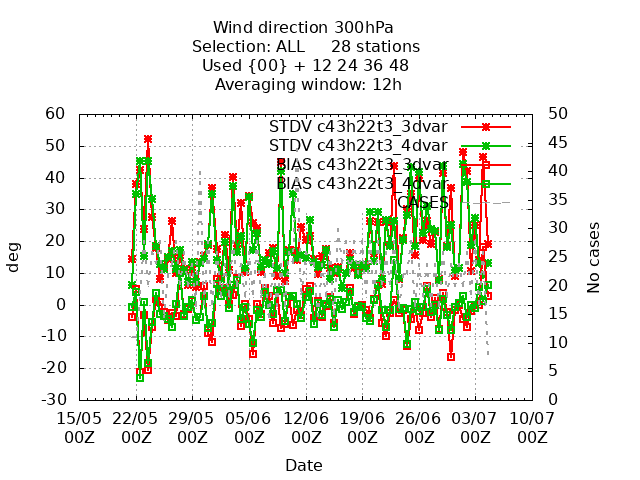 Wind direction 300hPa
Selection: ALL 28 stations
Used {00} + 12 24 36 48
Averaging window: 12h
STDV c43h22t3_3dvar
STDV c43h22t3_4dvar
BIAS c43h22t3_3dvar
BIAS c43h22t3_4dvar
CASES
deg
60
50
40
30
20
10
0
-10
-20
-30
No cases
50
45
40
35
30
25
20
15
10
5
0
15/05 22/05 29/05 05/06 12/06 19/06 26/06 03/07 10/07
00Z 00Z 00Z 00Z 00Z 00Z 00Z 00Z 00Z
Date